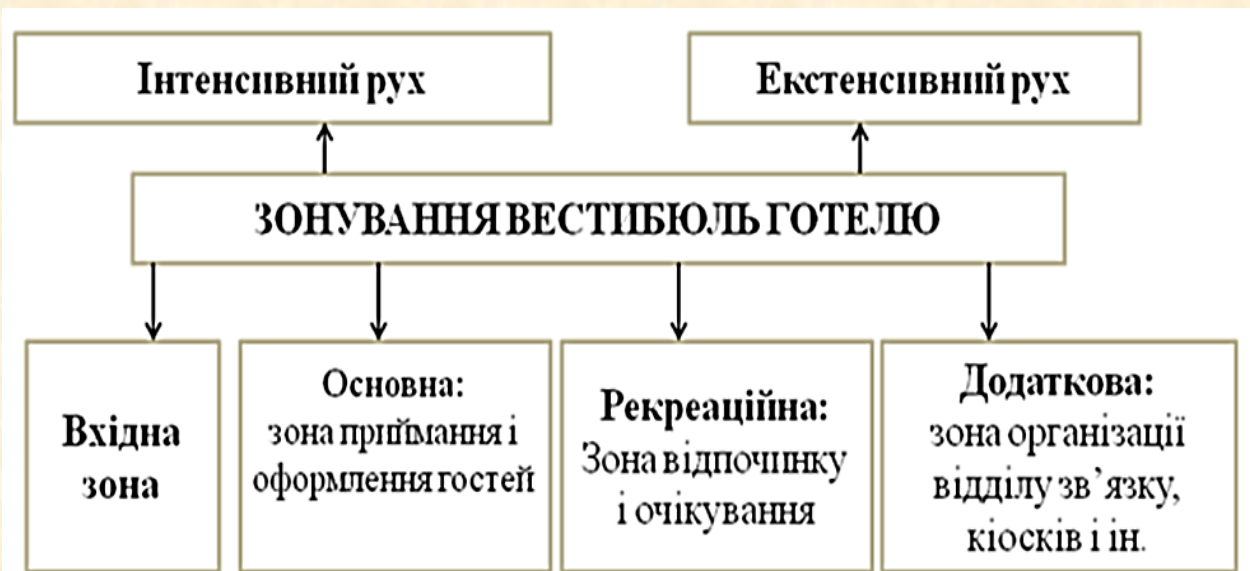 Інтенсивний рух
Екстенсивний рух
ЗОНУВАННЯ ВЕСТИБЮЛЬ ГОТЕЛЮ
Вхідна
зона
Основна:
зона приймання і
оформлення гостей
Рекреаційна:
Зона відпочинку
і очікування
Додаткова:
зона організації
відділу зв’язку,
кіосків і ін.